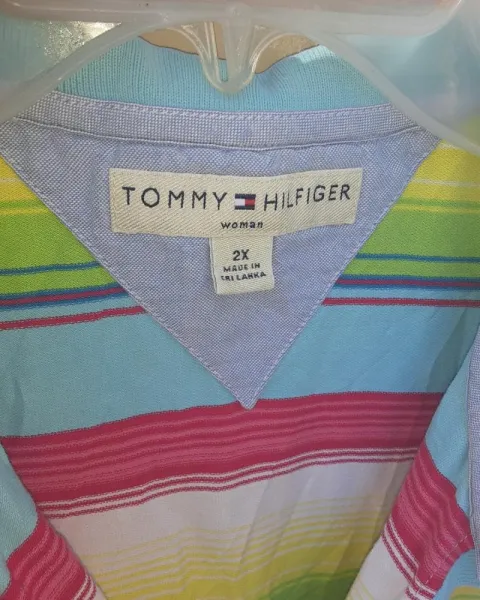 TOMMY HILFIGER
woman
2X
MADE IN
SRI LANKA